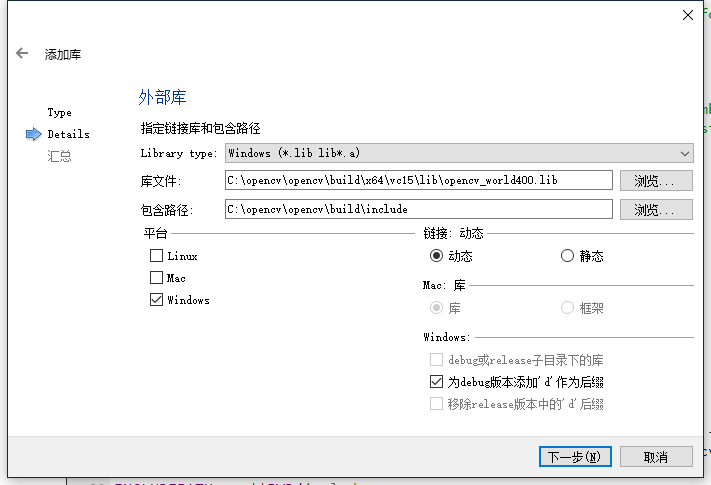 添加库
外部库
Type
指定链接库和包含路径
Details
汇总
Library type: Windows (*.lib lib*.a)
库文件: C:\opencv\opencv\build\x64\vc15\lib\opencv_world400.lib 浏览...
包含路径: C:\opencv\opencv\build\include 浏览...
平台
Linux
Mac
Windows
链接: 动态
动态 静态
Mac: 库
库 框架
Windows:
debug或release子目录下的库
为debug版本添加'd'作为后缀
移除release版本中的'd'后缀
下一步(N) 取消